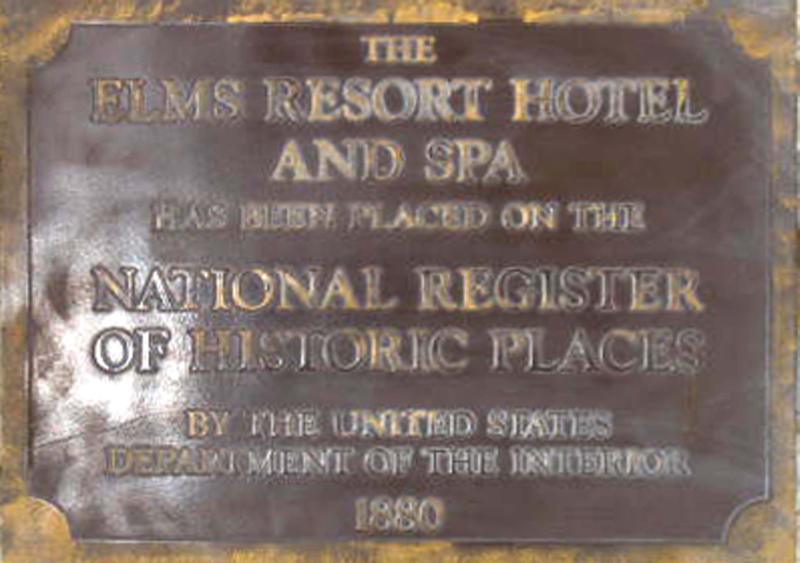 THE
ELMS RESORT HOTEL
AND SPA
HAS BEEN PLACED ON THE
NATIONAL REGISTER
OF HISTORIC PLACES
BY THE UNITED STATES
DEPARTMENT OF THE INTERIOR
1880